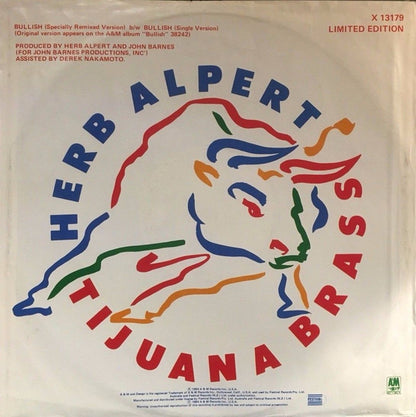 BULLISH (Specially Remixed Version) b/w BULLISH (Single Version)
(Original version appears on the A&M album "Bullish" 38242)
PRODUCED BY HERB ALPERT AND JOHN BARNES
(FOR JOHN BARNES PRODUCTIONS, INC')
ASSISTED BY DEREK NAKAMOTO.
X 13179
LIMITED EDITION
HERB ALPERT
TIJUANA BRASS
FESTIVAL
A&M
RECORDS